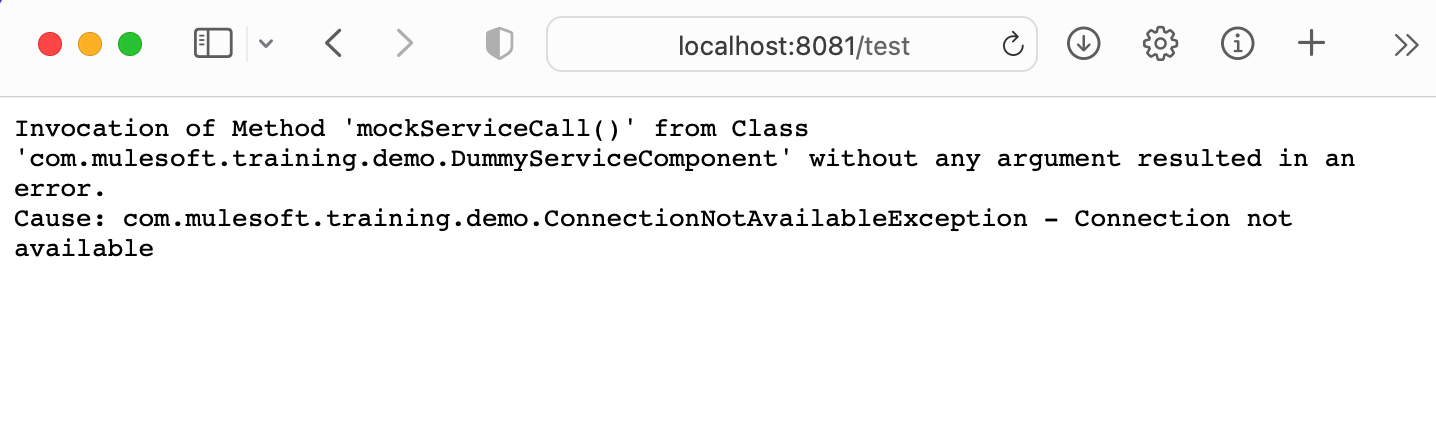 localhost:8081/test
Invocation of Method 'mockServiceCall()' from Class
'com.mulesoft.training.demo.DummyServiceComponent' without any argument resulted in an
error.
Cause: com.mulesoft.training.demo.ConnectionNotAvailableException - Connection not
available